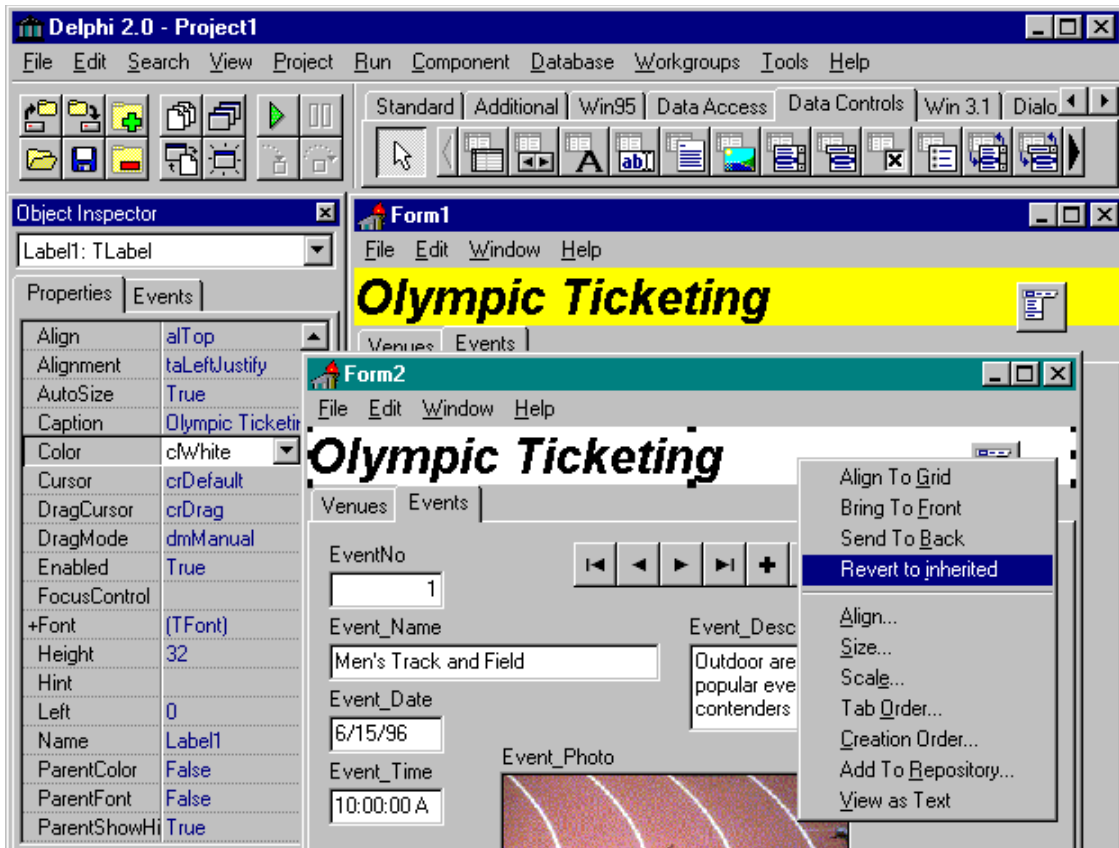 Delphi 2.0 - Project1
File Edit Search View Project Run Component Database Workgroups Tools Help
Standard Additional Win95 Data Access Data Controls Win 3.1 Dialo
Object Inspector
Label1: TLabel
Properties Events
Align alTop
Alignment taLeftJustify
AutoSize True
Caption Olympic Ticketin
Color clWhite
Cursor crDefault
DragCursor crDrag
DragMode dmManual
Enabled True
FocusControl
+Font (TFont)
Height 32
Hint
Left 0
Name Label1
ParentColor False
ParentFont False
ParentShowHi True
Form1
File Edit Window Help
Olympic Ticketing
Venues Events
Form2
File Edit Window Help
Olympic Ticketing
Venues Events
EventNo
1
Event_Name
Men's Track and Field
Event_Date
6/15/96
Event_Time
10:00:00 A
Event_Desc
Outdoor are
popular eve
contenders
Event_Photo
Align To Grid
Bring To Front
Send To Back
Revert to inherited
Align...
Size...
Scale...
Tab Order...
Creation Order...
Add To Repository...
View as Text